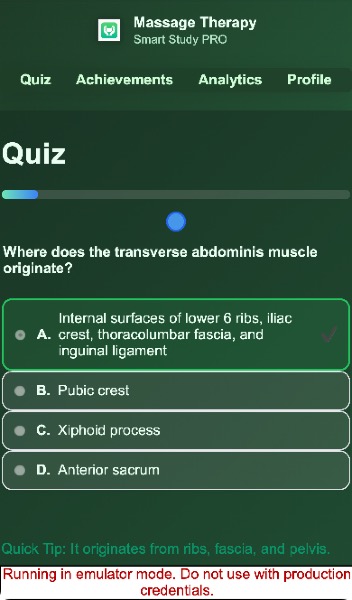 Massage Therapy
Smart Study PRO
Quiz Achievements Analytics Profile
Quiz
Where does the transverse abdominis muscle
originate?
A. Internal surfaces of lower 6 ribs, iliac
crest, thoracolumbar fascia, and
inguinal ligament
B. Pubic crest
C. Xiphoid process
D. Anterior sacrum
Quick Tip: It originates from ribs, fascia, and pelvis.
Running in emulator mode. Do not use with production
credentials.